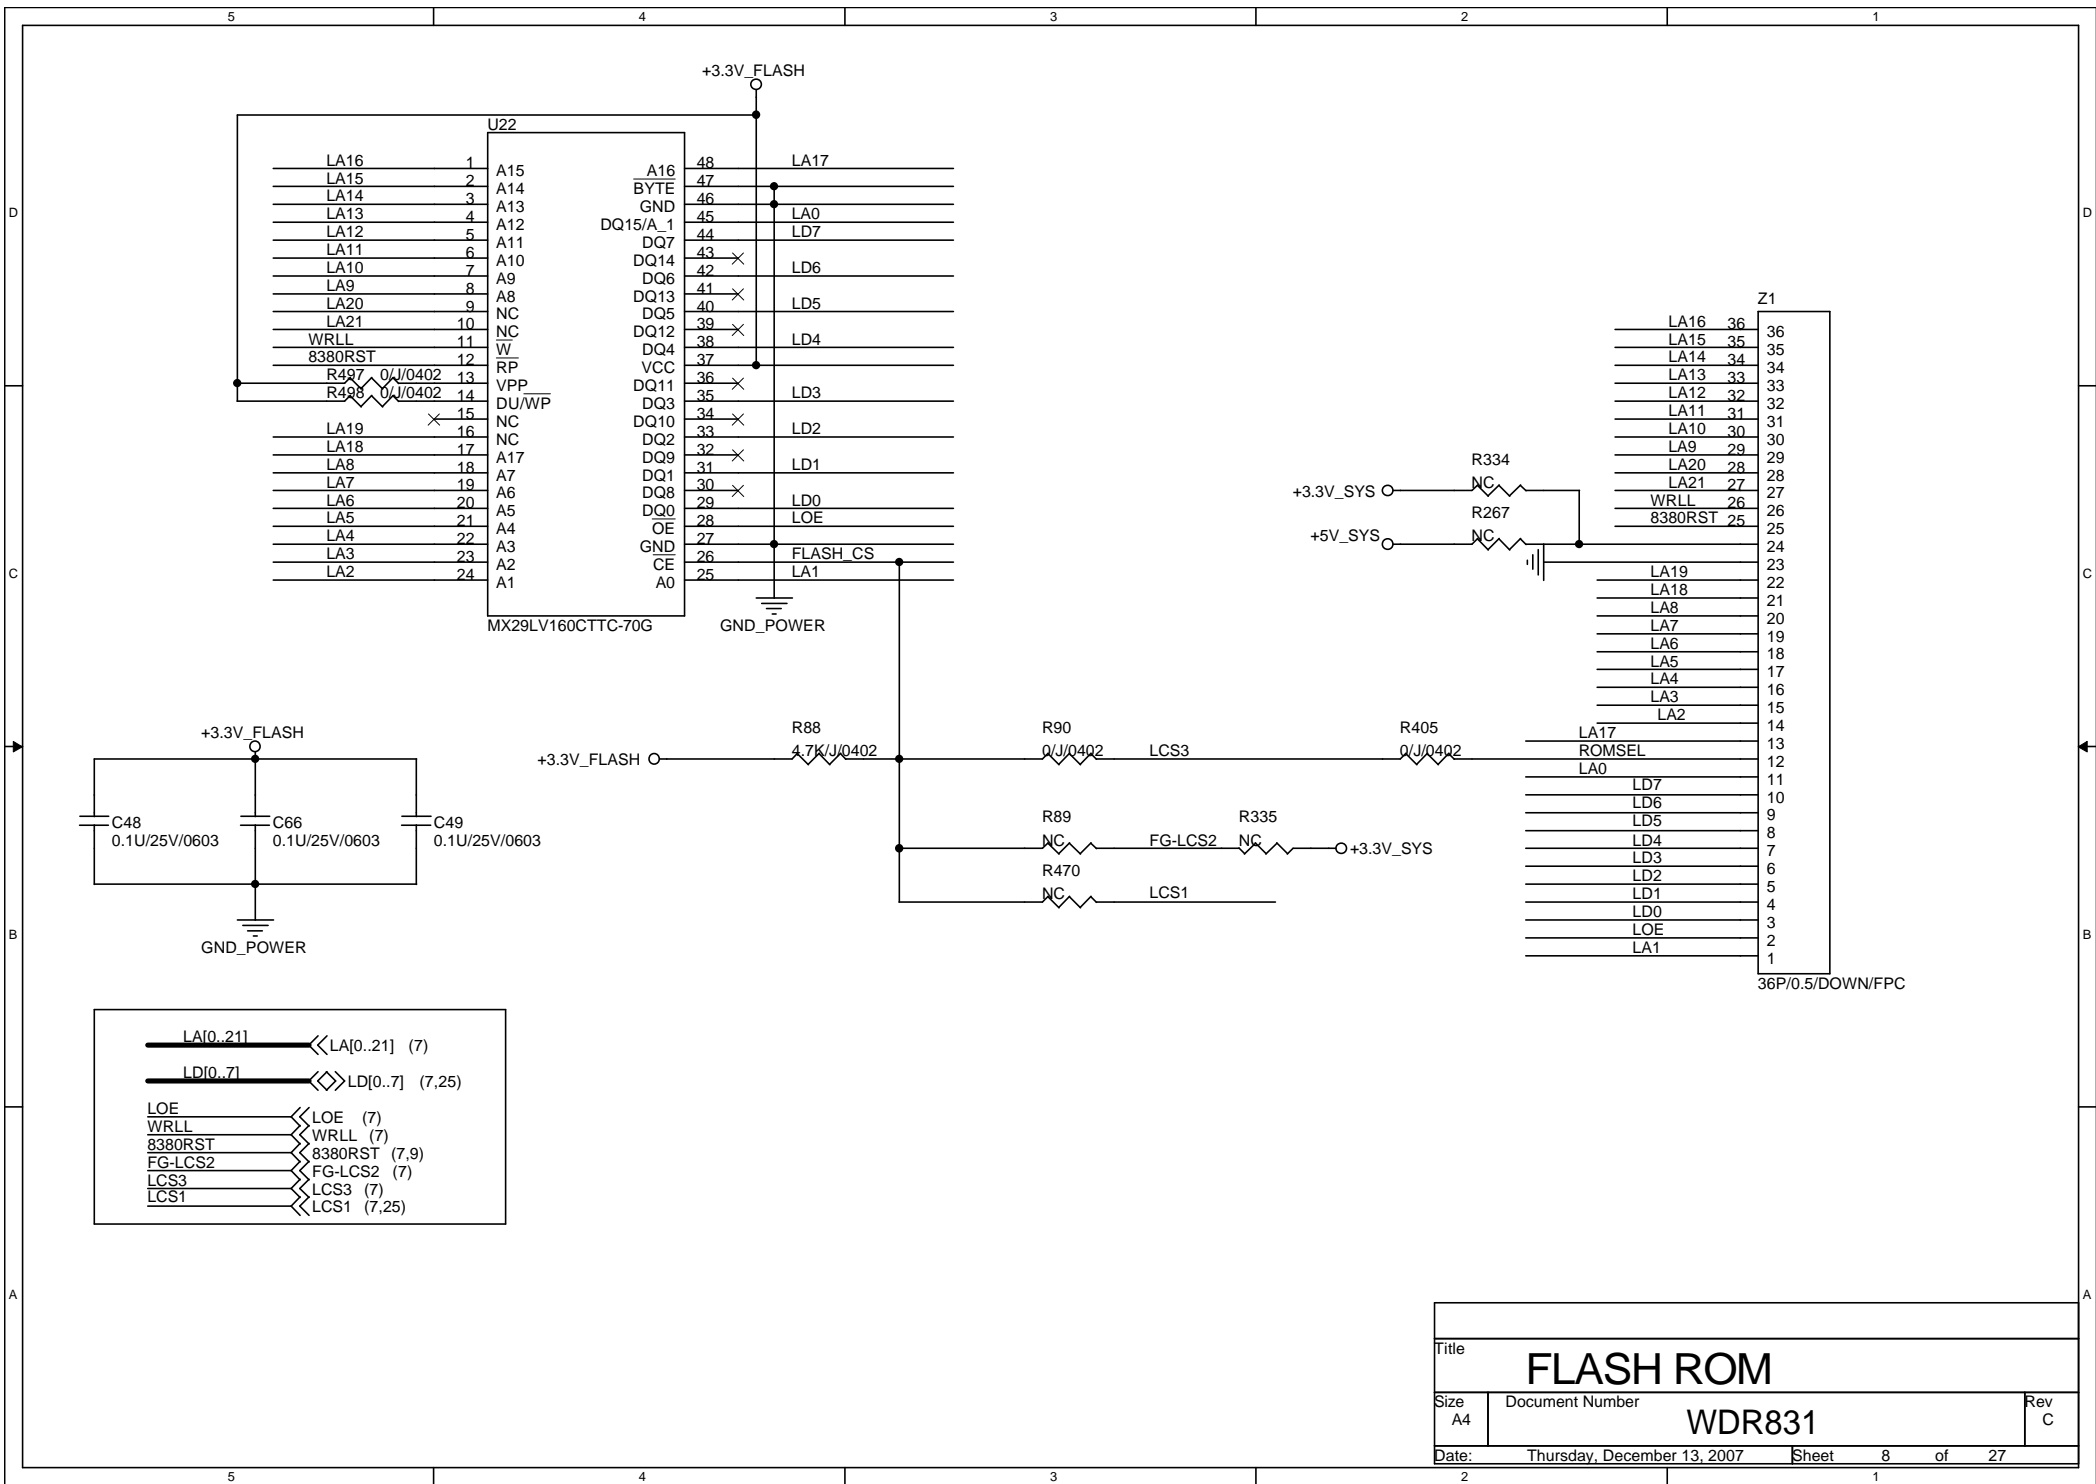 5 4 3 2 1
D D
C C
B B
A A
+3.3V_FLASH
U22
LA16 1 A15
LA15 2 A14
LA14 3 A13
LA13 4 A12
LA12 5 A11
LA11 6 A10
LA10 7 A9
LA9 8 A8
LA20 9 NC
LA21 10 NC
WRLL 11 W
8380RST 12 RP
R497 0/J/0402 13 VPP
R498 0/J/0402 14 DU/WP
15 NC
LA19 16 NC
LA18 17 A17
LA8 18 A7
LA7 19 A6
LA6 20 A5
LA5 21 A4
LA4 22 A3
LA3 23 A2
LA2 24 A1
A16 48 LA17
BYTE 47
GND 46
DQ15/A_1 45 LA0
DQ7 44 LD7
DQ14 43
DQ6 42 LD6
DQ13 41
DQ5 40 LD5
DQ12 39
DQ4 38 LD4
VCC 37
DQ11 36
DQ3 35 LD3
DQ10 34
DQ2 33 LD2
DQ9 32
DQ1 31 LD1
DQ8 30
DQ0 29 LD0
OE 28 LOE
GND 27
CE 26 FLASH_CS
A0 25 LA1
MX29LV160CTTC-70G
GND_POWER
Z1
LA16 36 36
LA15 35 35
LA14 34 34
LA13 33 33
LA12 32 32
LA11 31 31
LA10 30 30
LA9 29 29
LA20 28 28
LA21 27 27
WRLL 26 26
8380RST 25 25
24
23
LA19 22
LA18 21
LA8 20
LA7 19
LA6 18
LA5 17
LA4 16
LA3 15
LA2 14
LA17 13
ROMSEL 12
LA0 11
LD7 10
LD6 9
LD5 8
LD4 7
LD3 6
LD2 5
LD1 4
LD0 3
LOE 2
LA1 1
36P/0.5/DOWN/FPC
R334
+3.3V_SYS NC
R267
+5V_SYS NC
+3.3V_FLASH
C48
0.1U/25V/0603
C66
0.1U/25V/0603
C49
0.1U/25V/0603
GND_POWER
R88
+3.3V_FLASH 4.7K/J/0402
R90
0/J/0402 LCS3
R405
0/J/0402
R89
NC FG-LCS2
R335
NC +3.3V_SYS
R470
NC LCS1
LA[0..21] LA[0..21] (7)
LD[0..7] LD[0..7] (7,25)
LOE LOE (7)
WRLL WRLL (7)
8380RST 8380RST (7,9)
FG-LCS2 FG-LCS2 (7)
LCS3 LCS3 (7)
LCS1 LCS1 (7,25)
Title
FLASH ROM
Size Document Number Rev
A4 WDR831 C
Date: Thursday, December 13, 2007 Sheet 8 of 27
5 4 3 2 1